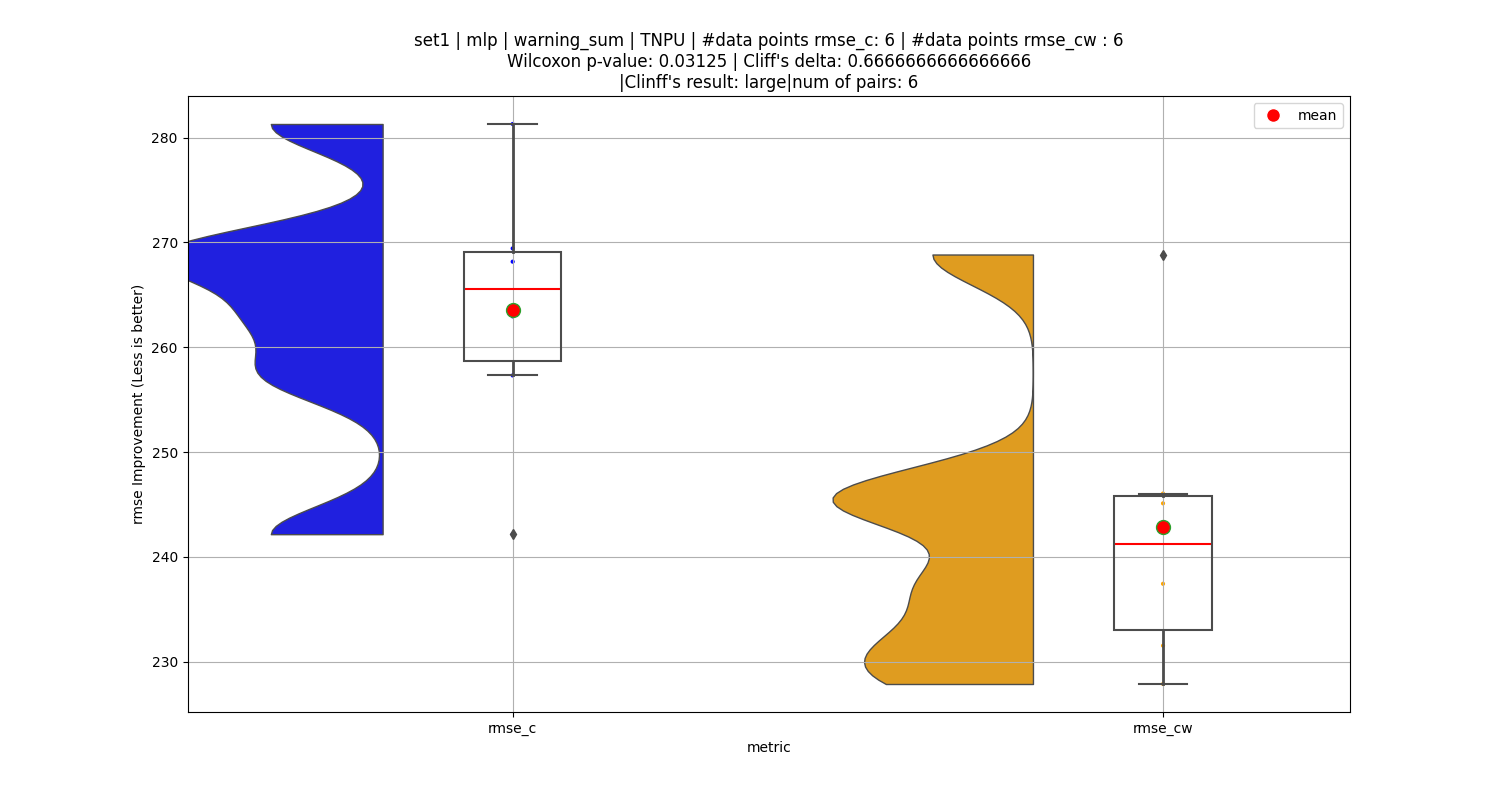 set1 | mlp | warning_sum | TNPU | #data points rmse_c: 6 | #data points rmse_cw : 6
Wilcoxon p-value: 0.03125 | Cliff's delta: 0.6666666666666666
|Clinff's result: large|num of pairs: 6
mean
280
270
260
250
240
230
rmse Improvement (Less is better)
rmse_c
rmse_cw
metric